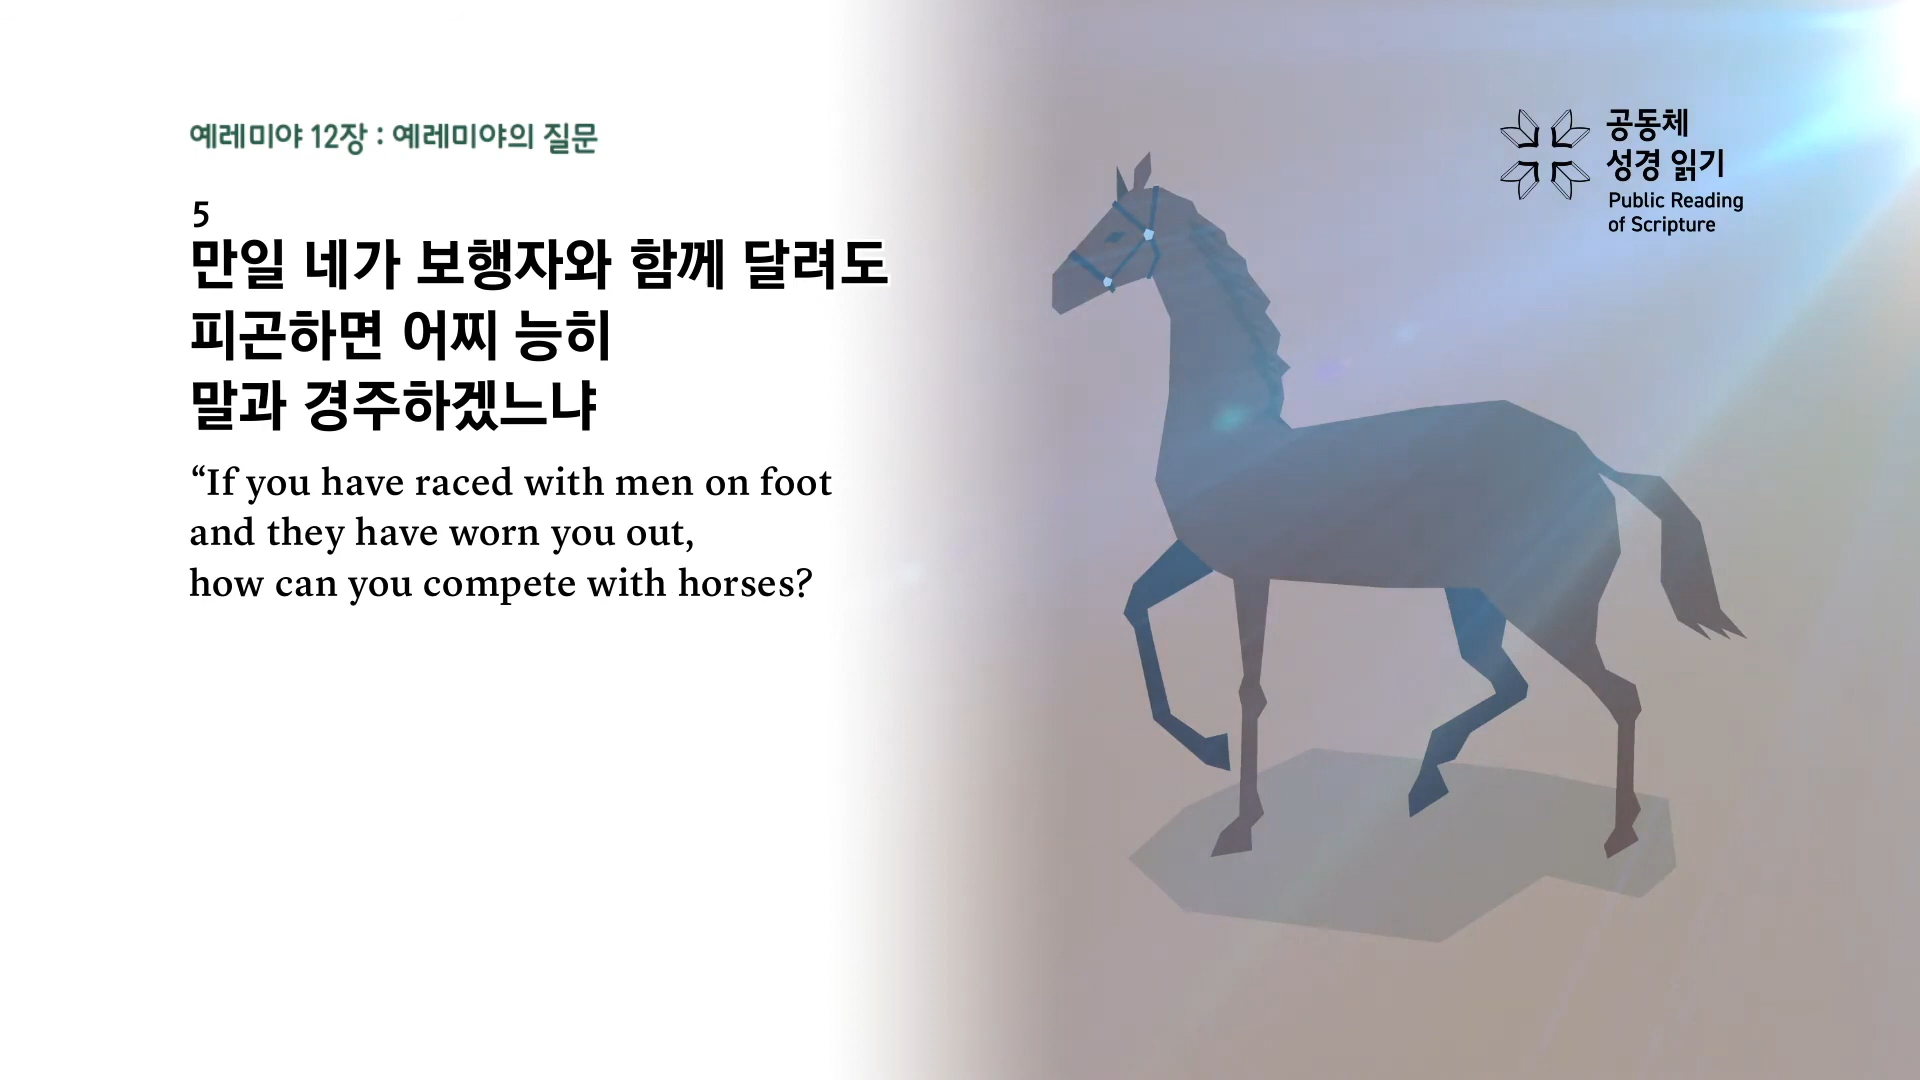 예레미야 12장 : 예레미야의 질문
5
만일 네가 보행자와 함께 달려도
피곤하면 어찌 능히
말과 경주하겠느냐
“If you have raced with men on foot
and they have worn you out,
how can you compete with horses?
공동체
성경 읽기
Public Reading
of Scripture